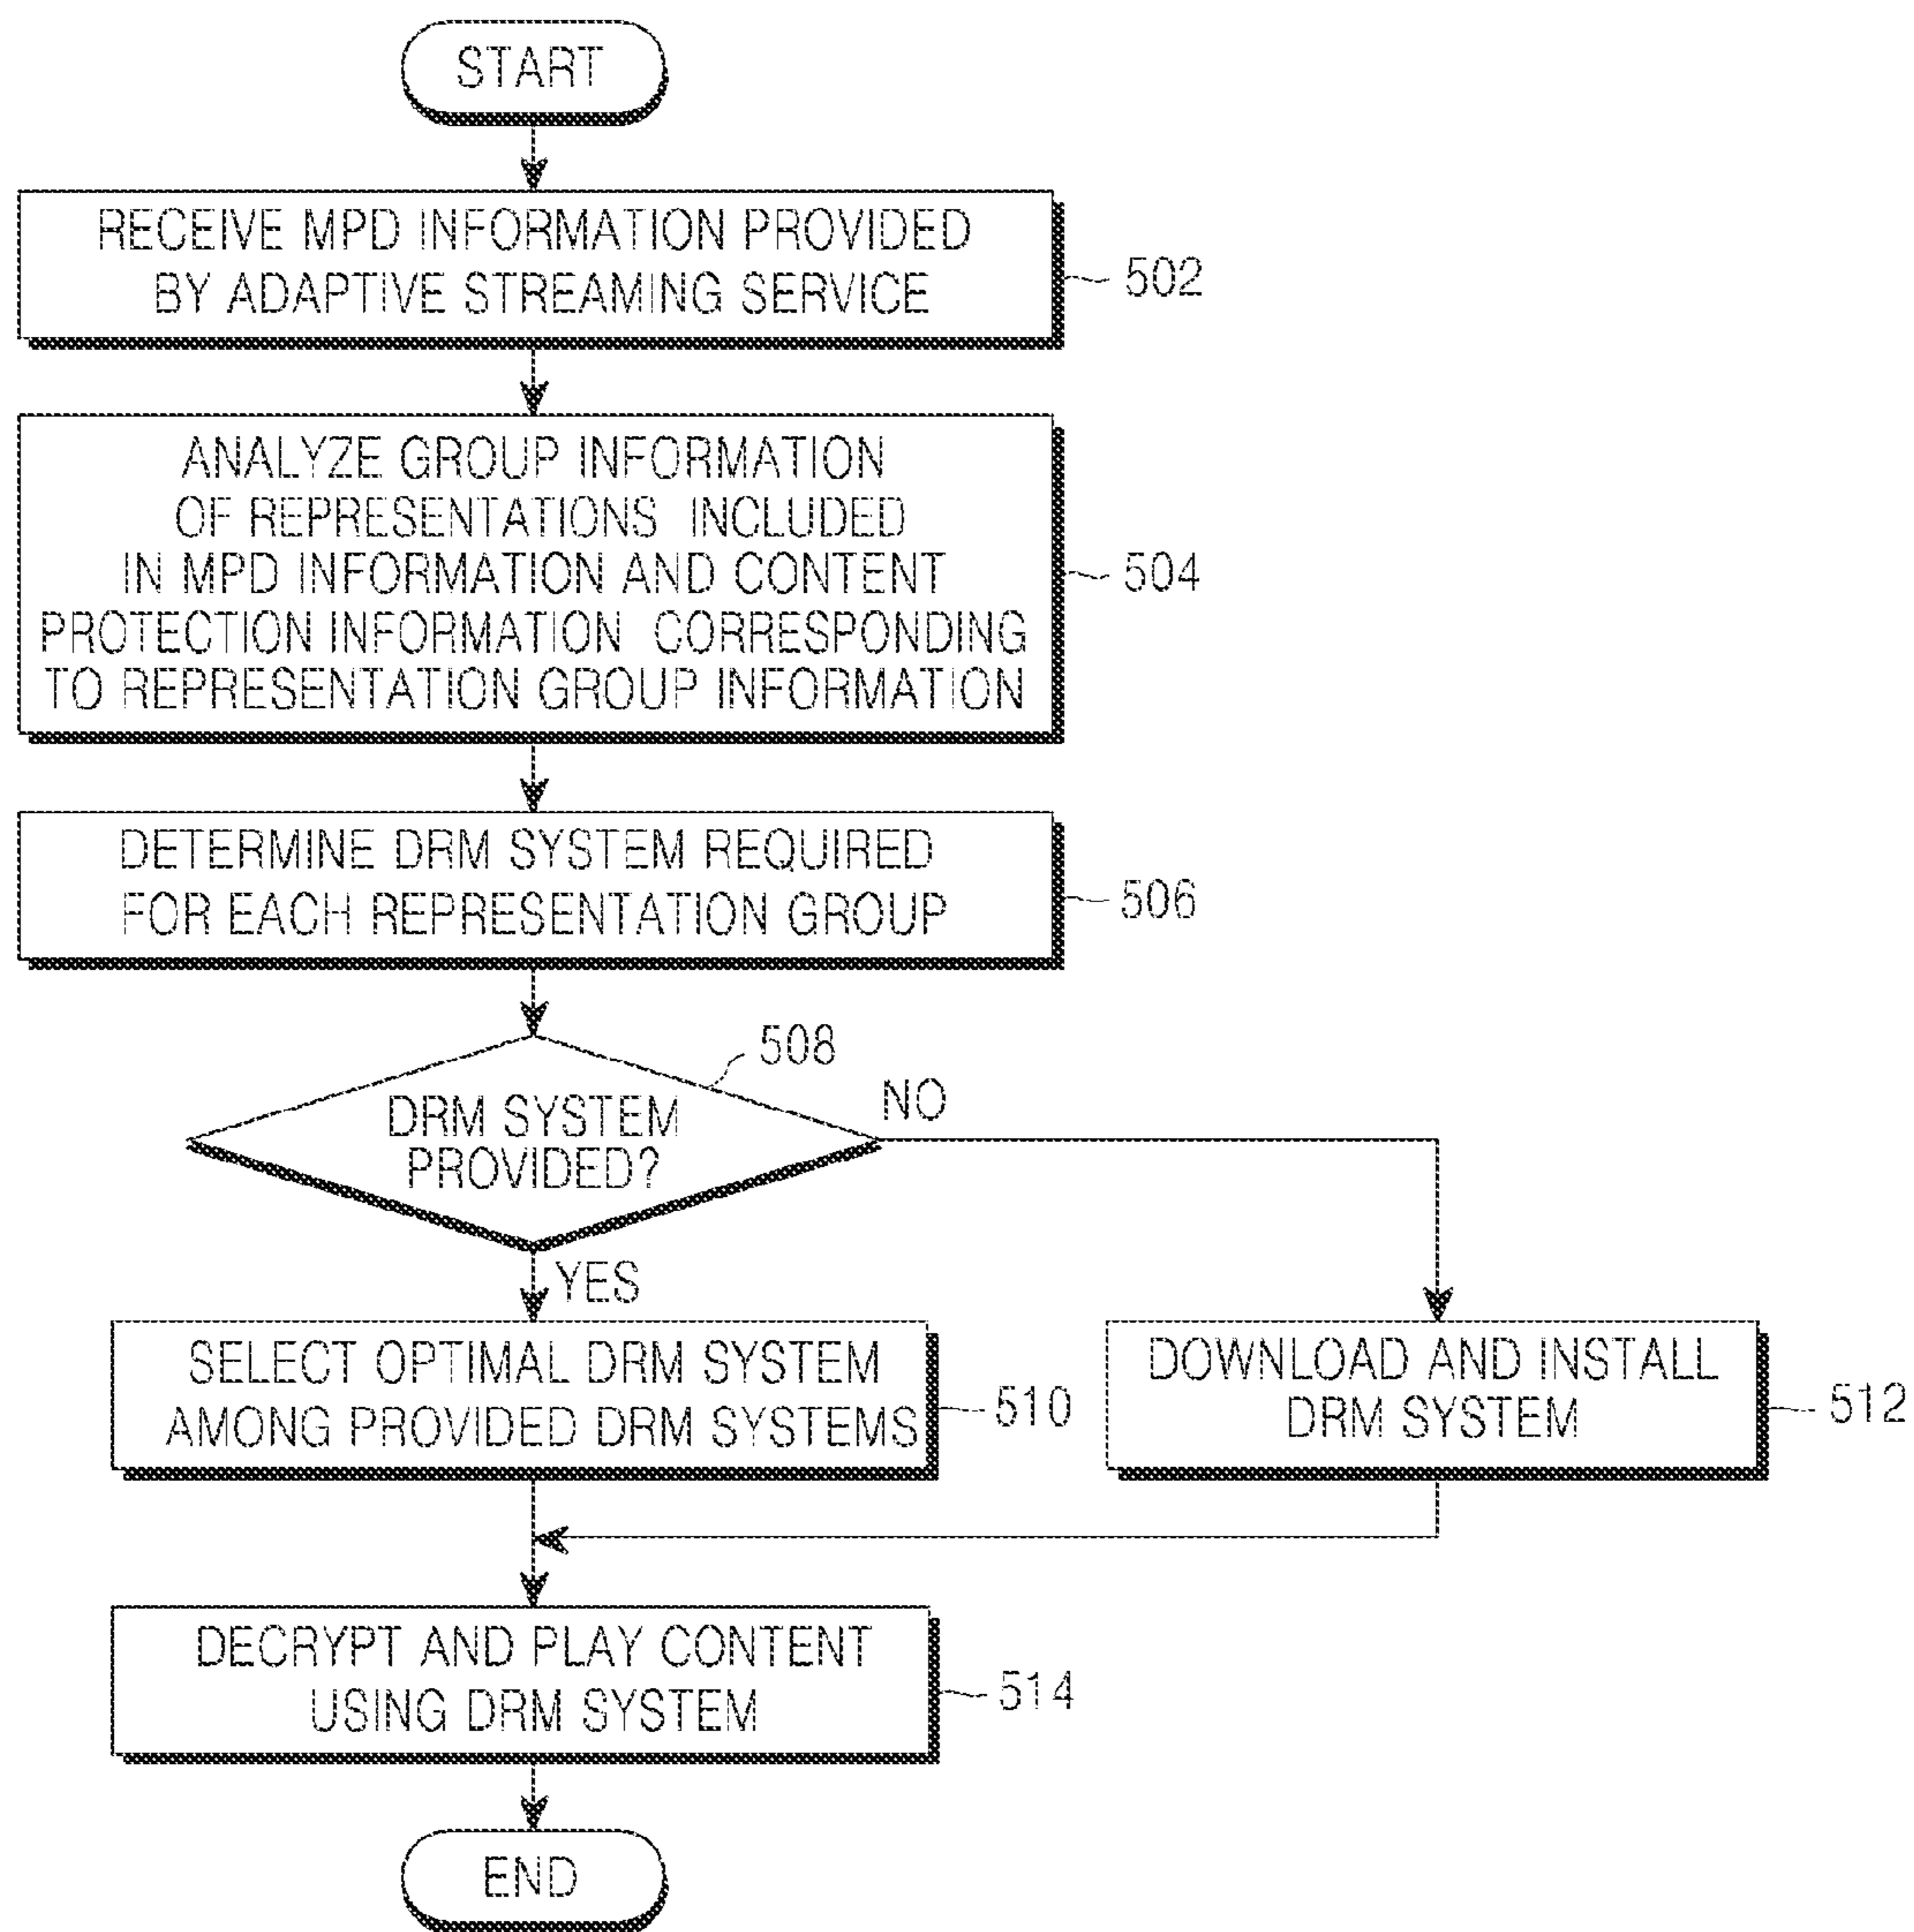 START
RECEIVE MPD INFORMATION PROVIDED
BY ADAPTIVE STREAMING SERVICE
502
ANALYZE GROUP INFORMATION
OF REPRESENTATIONS INCLUDED
IN MPD INFORMATION AND CONTENT
PROTECTION INFORMATION CORRESPONDING
TO REPRESENTATION GROUP INFORMATION
504
DETERMINE DRM SYSTEM REQUIRED
FOR EACH REPRESENTATION GROUP
506
508
DRM SYSTEM
PROVIDED?
NO
YES
SELECT OPTIMAL DRM SYSTEM
AMONG PROVIDED DRM SYSTEMS
510
DOWNLOAD AND INSTALL
DRM SYSTEM
512
DECRYPT AND PLAY CONTENT
USING DRM SYSTEM
514
END